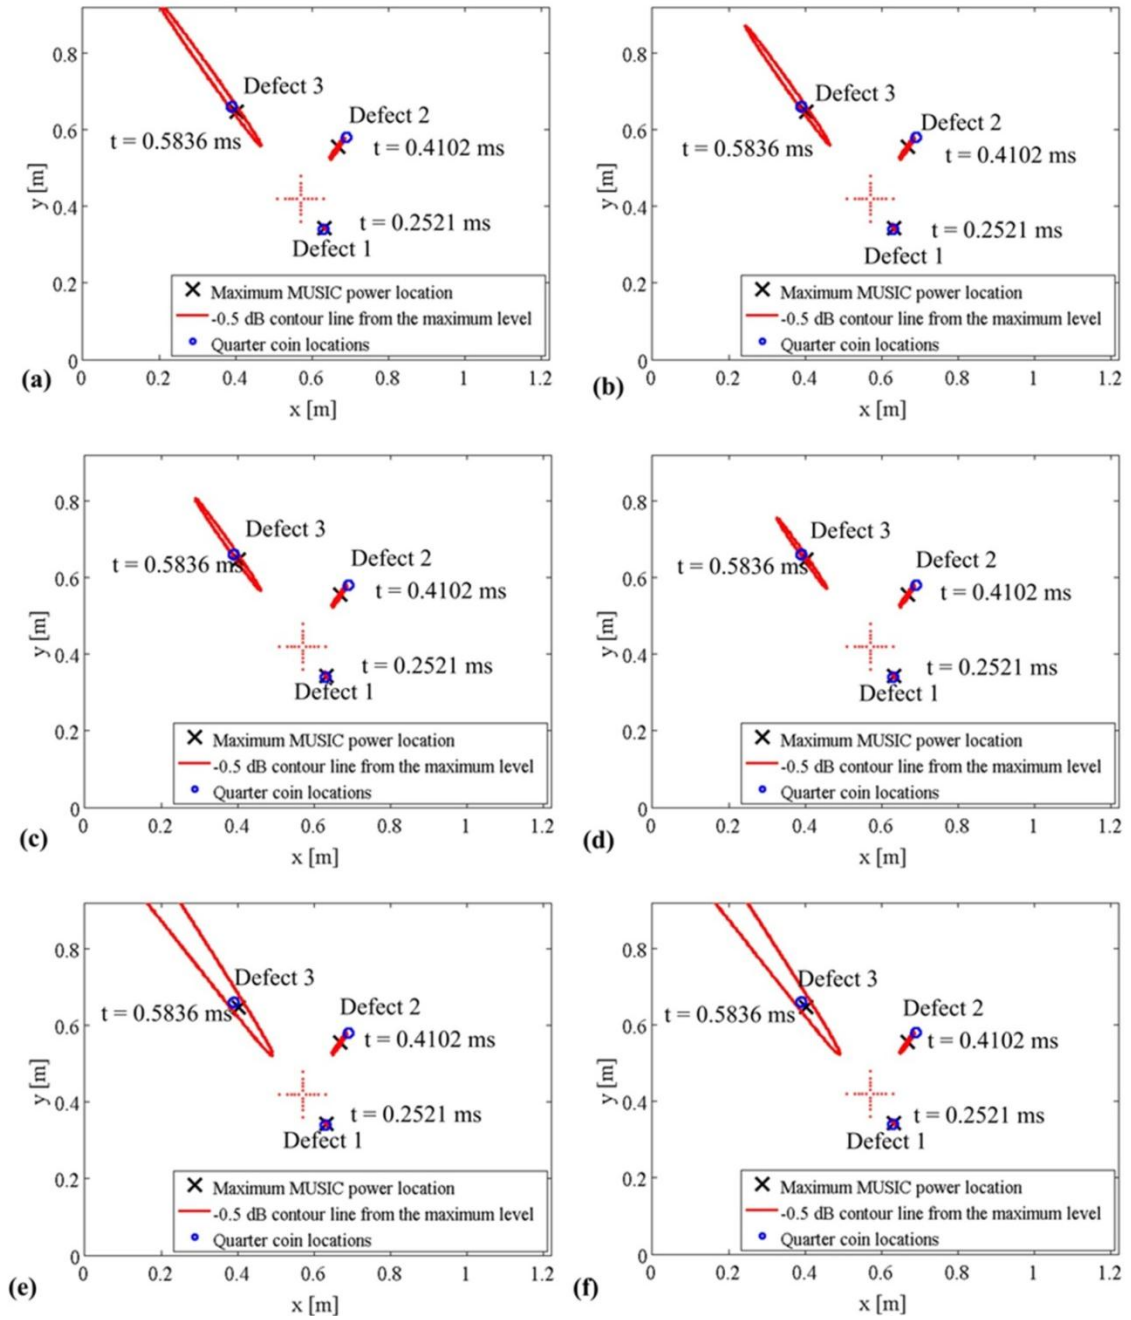 0.8
0.6
0.4
0.2
0
y [m]
Defect 3
Defect 2
t = 0.5836 ms
t = 0.4102 ms
t = 0.2521 ms
Defect 1
Maximum MUSIC power location
-0.5 dB contour line from the maximum level
Quarter coin locations
0 0.2 0.4 0.6 0.8 1 1.2
x [m]
(a)
0.8
0.6
0.4
0.2
0
y [m]
Defect 3
Defect 2
t = 0.5836 ms
t = 0.4102 ms
t = 0.2521 ms
Defect 1
Maximum MUSIC power location
-0.5 dB contour line from the maximum level
Quarter coin locations
0 0.2 0.4 0.6 0.8 1 1.2
x [m]
(b)
0.8
0.6
0.4
0.2
0
y [m]
Defect 3
Defect 2
t = 0.5836 ms
t = 0.4102 ms
t = 0.2521 ms
Defect 1
Maximum MUSIC power location
-0.5 dB contour line from the maximum level
Quarter coin locations
0 0.2 0.4 0.6 0.8 1 1.2
x [m]
(c)
0.8
0.6
0.4
0.2
0
y [m]
Defect 3
Defect 2
t = 0.5836 ms
t = 0.4102 ms
t = 0.2521 ms
Defect 1
Maximum MUSIC power location
-0.5 dB contour line from the maximum level
Quarter coin locations
0 0.2 0.4 0.6 0.8 1 1.2
x [m]
(d)
0.8
0.6
0.4
0.2
0
y [m]
Defect 3
Defect 2
t = 0.5836 ms
t = 0.4102 ms
t = 0.2521 ms
Defect 1
Maximum MUSIC power location
-0.5 dB contour line from the maximum level
Quarter coin locations
0 0.2 0.4 0.6 0.8 1 1.2
x [m]
(e)
0.8
0.6
0.4
0.2
0
y [m]
Defect 3
Defect 2
t = 0.5836 ms
t = 0.4102 ms
t = 0.2521 ms
Defect 1
Maximum MUSIC power location
-0.5 dB contour line from the maximum level
Quarter coin locations
0 0.2 0.4 0.6 0.8 1 1.2
x [m]
(f)